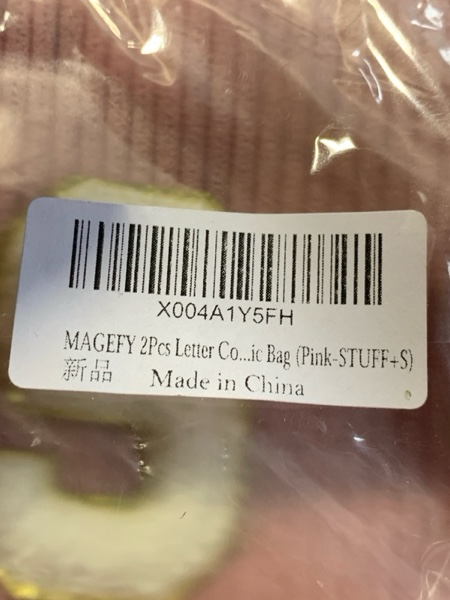 X004A1Y5FH
MAGEFY 2Pcs Letter Co...ic Bag (Pink-STUFF+S)
新品 Made in China
S